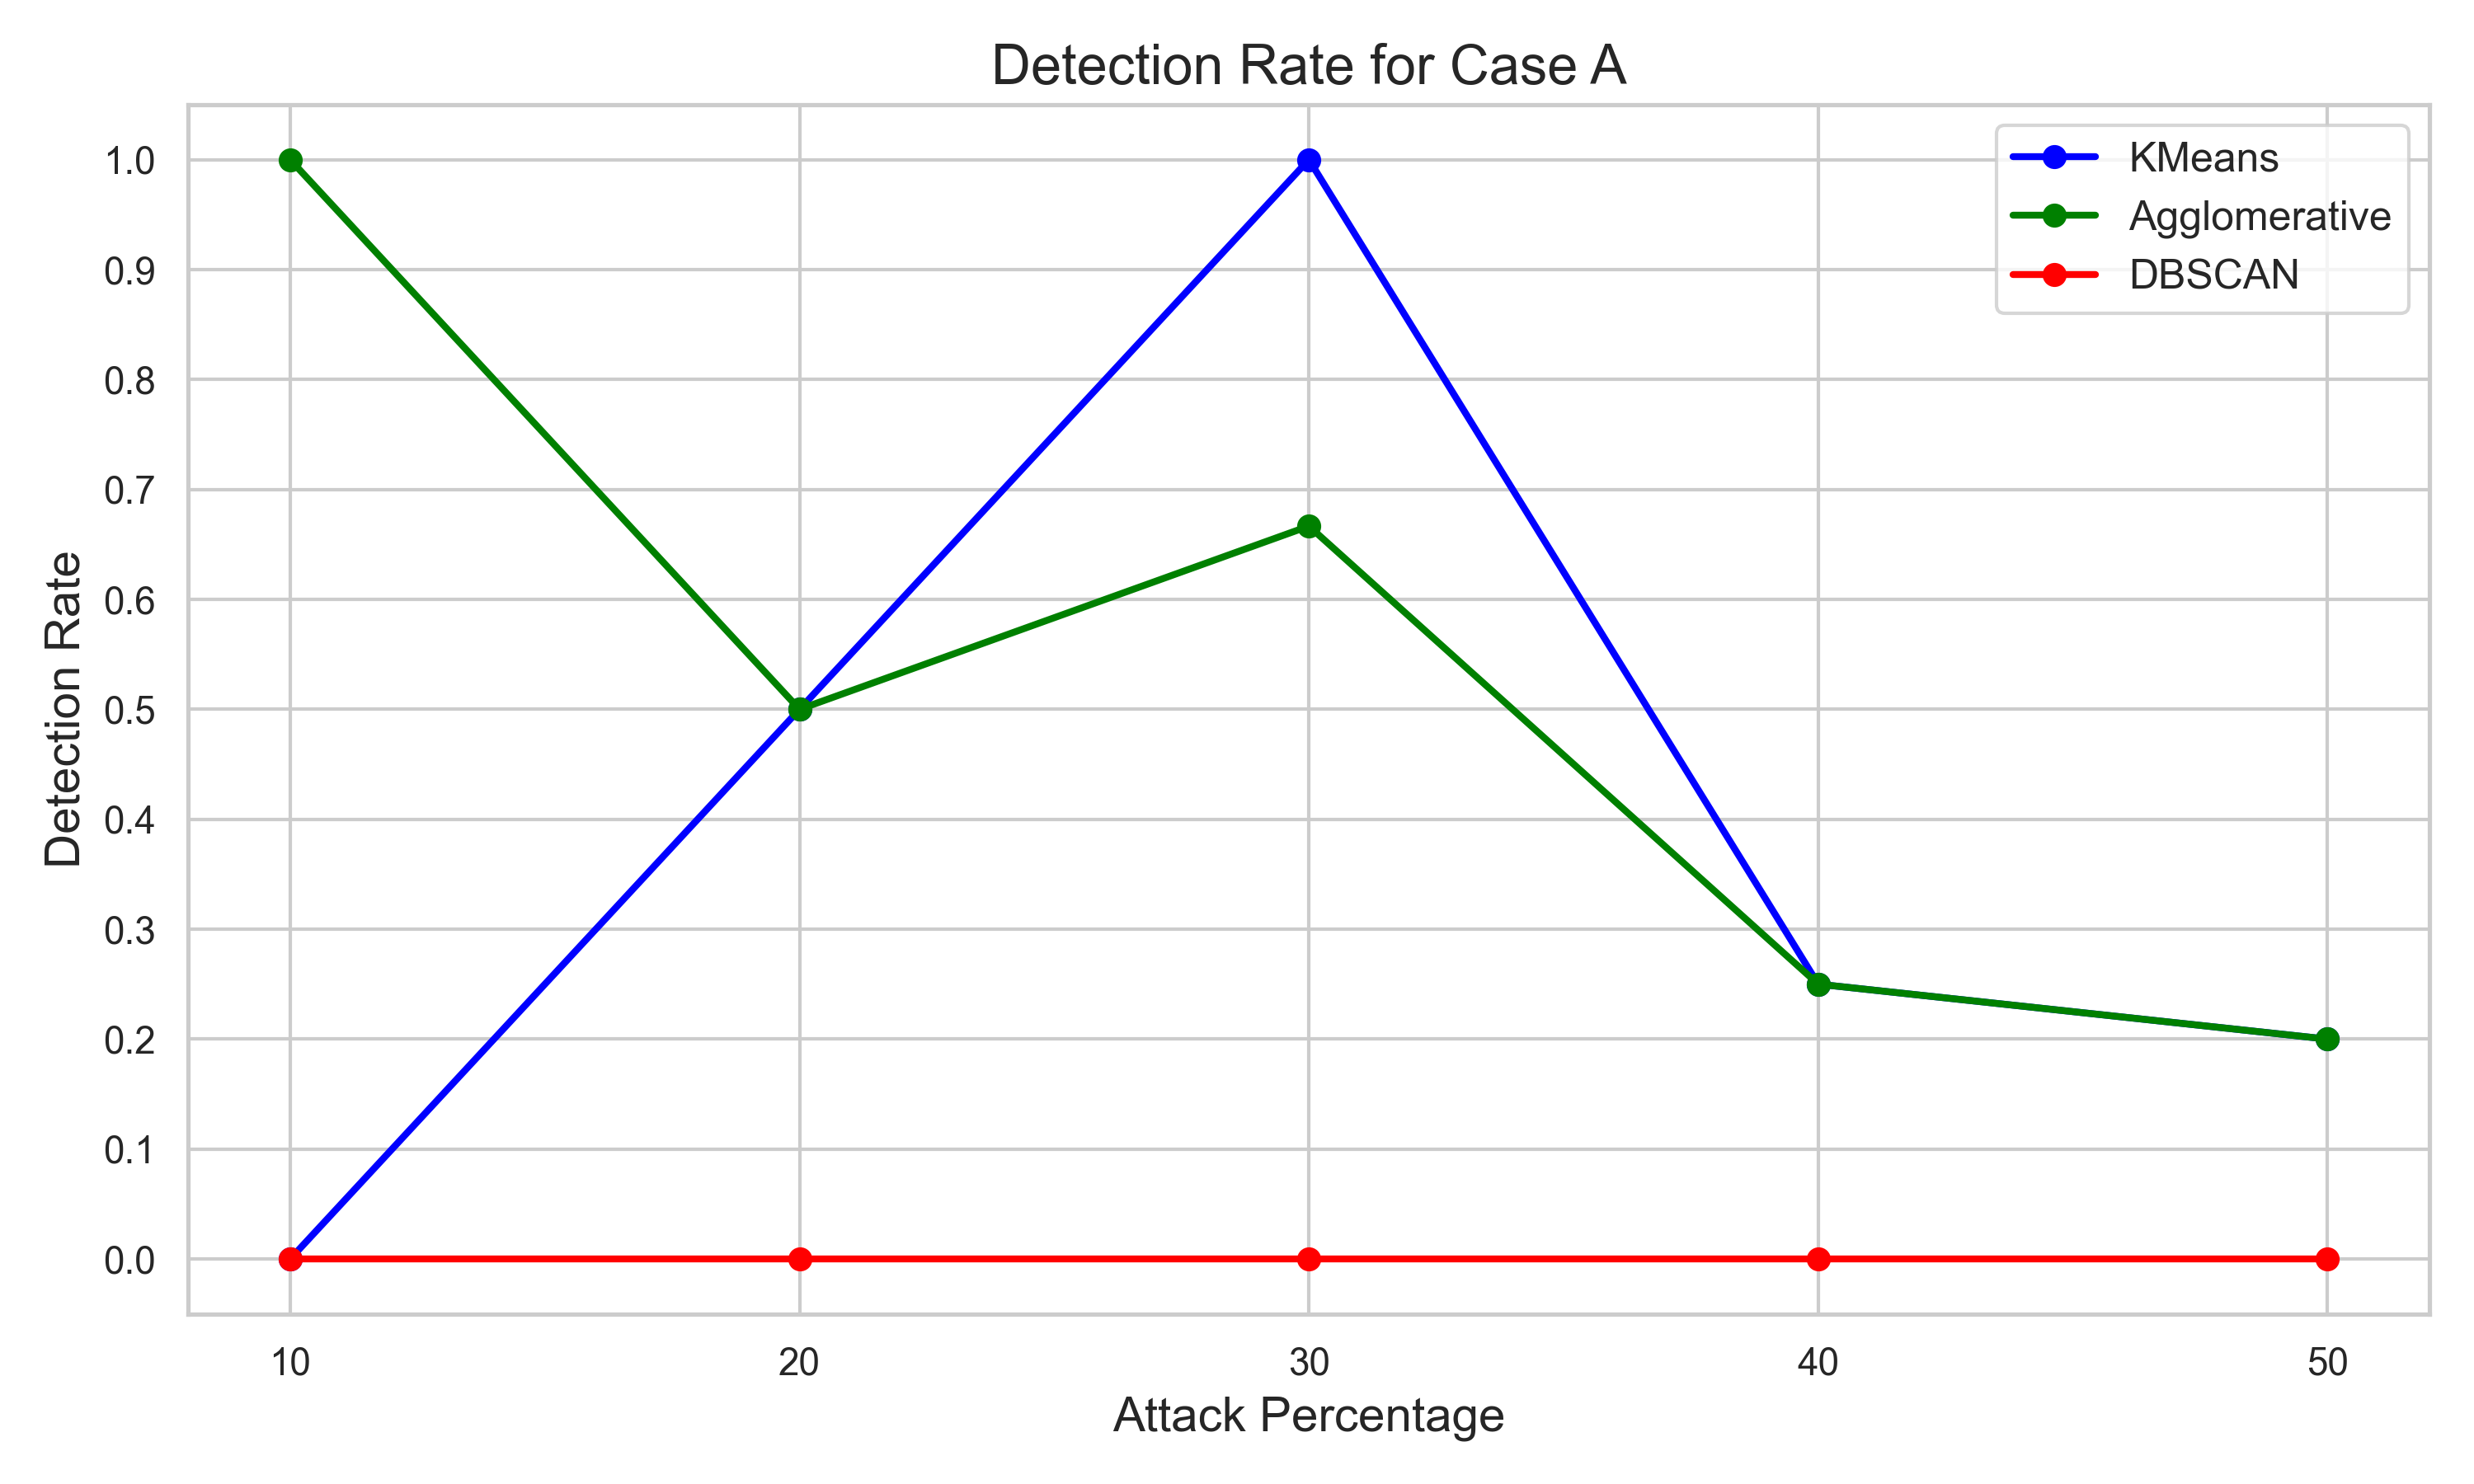 Detection Rate for Case A
KMeans
Agglomerative
DBSCAN
Detection Rate
1.0
0.9
0.8
0.7
0.6
0.5
0.4
0.3
0.2
0.1
0.0
10 20 30 40 50
Attack Percentage